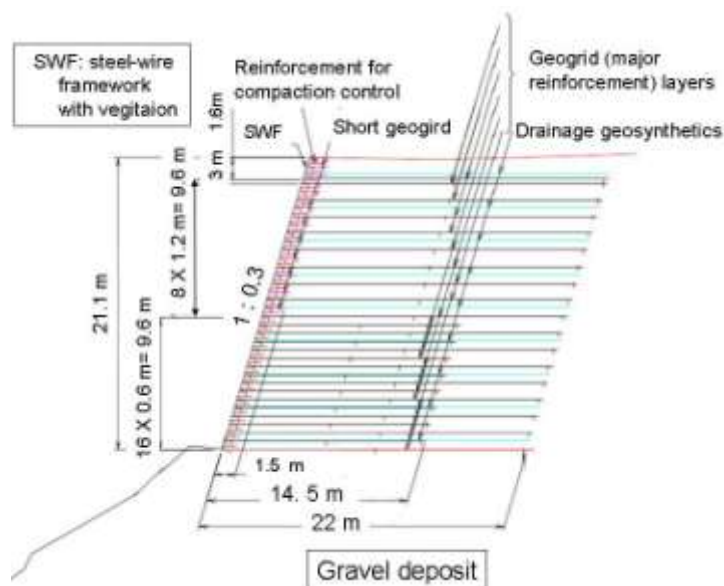 SWF: steel-wire
framework
with vegitaion
Reinforcement for
compaction control
SWF
Short geogird
Geogrid (major
reinforcement) layers
Drainage geosynthetics
1.6m
3 m
8 X 1.2 m= 9.6 m
21.1 m
1 : 0.3
16 X 0.6 m= 9.6 m
1.5 m
14. 5 m
22 m
Gravel deposit